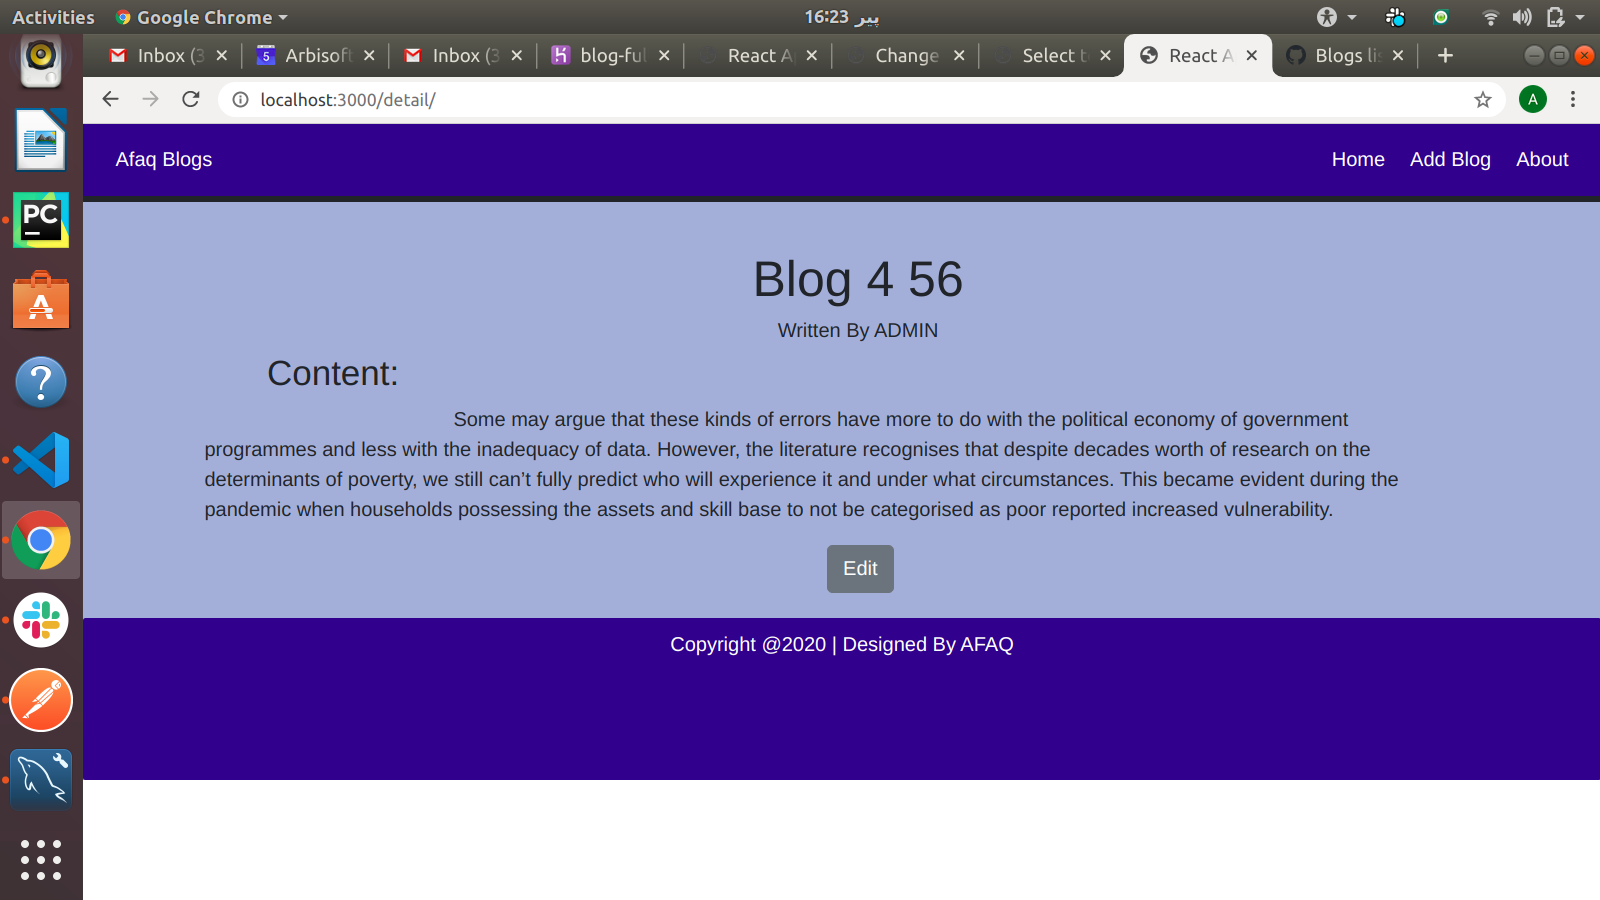 Activities
Google Chrome
پیر 16:23
Inbox (3
Arbisoft
Inbox (3
blog-ful
React A
Change
Select t
React A
Blogs lis
localhost:3000/detail/
A
Afaq Blogs
Home Add Blog About
Blog 4 56
Written By ADMIN
Content:
Some may argue that these kinds of errors have more to do with the political economy of government
programmes and less with the inadequacy of data. However, the literature recognises that despite decades worth of research on the
determinants of poverty, we still can’t fully predict who will experience it and under what circumstances. This became evident during the
pandemic when households possessing the assets and skill base to not be categorised as poor reported increased vulnerability.
Edit
Copyright @2020 | Designed By AFAQ
PC